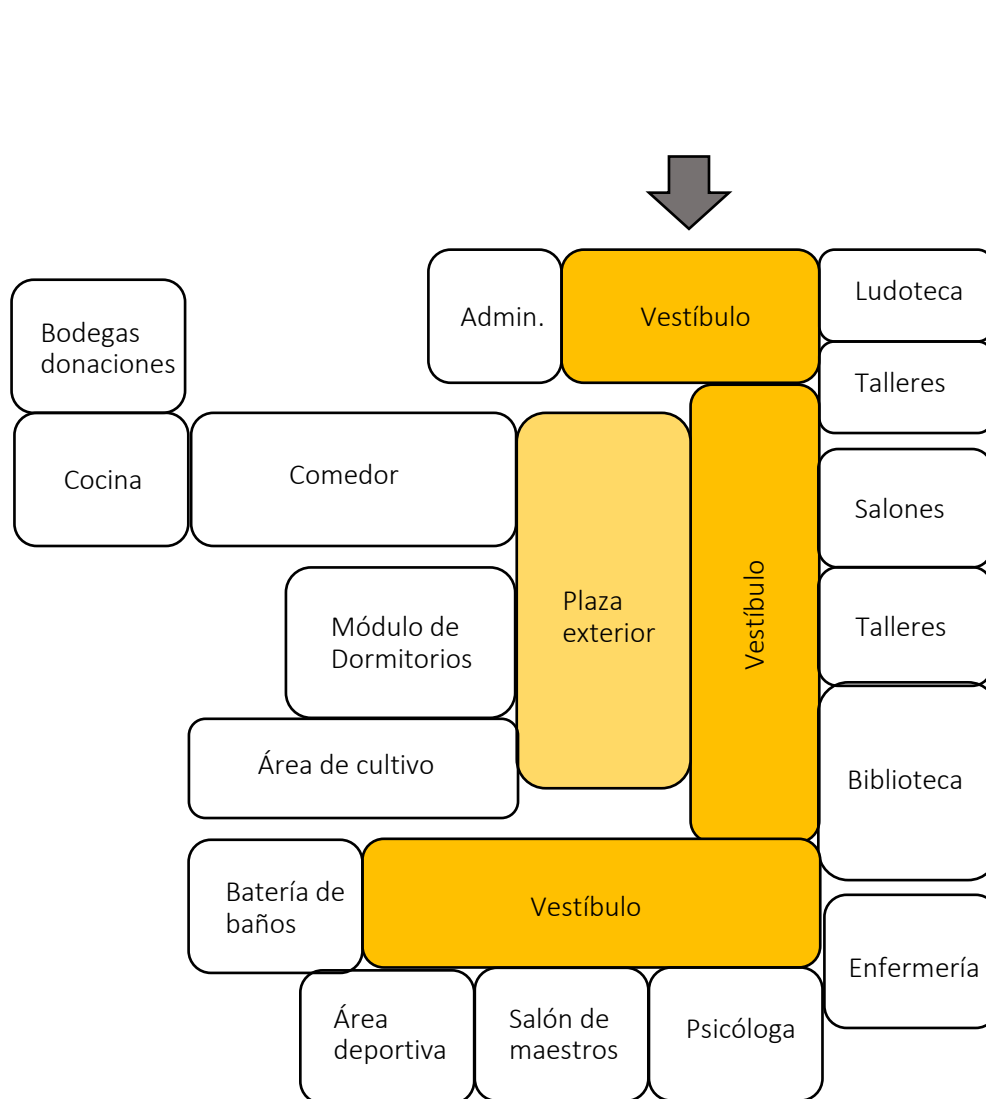 Ludoteca
Admin.
Vestíbulo
Bodegas
donaciones
Talleres
Cocina
Comedor
Salones
Plaza
exterior
Vestíbulo
Módulo de
Dormitorios
Talleres
Área de cultivo
Biblioteca
Batería de
baños
Vestíbulo
Enfermería
Área
deportiva
Salón de
maestros
Psicóloga